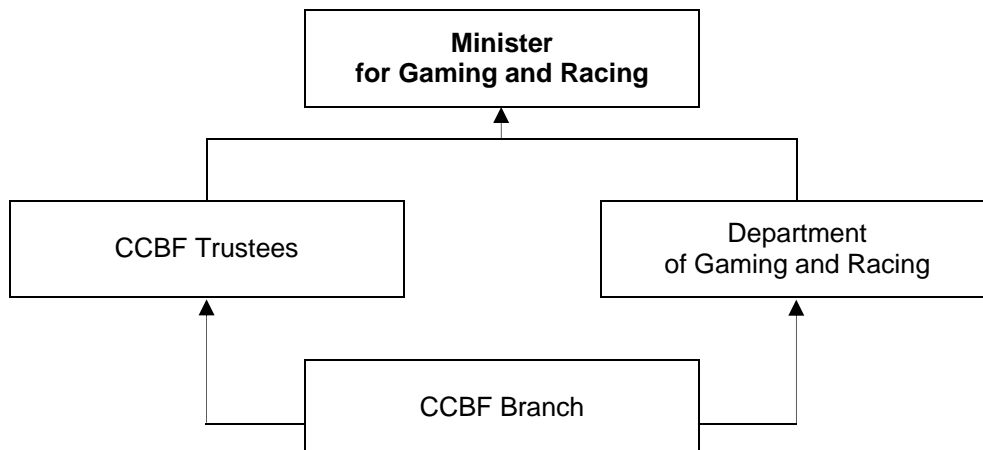 Minister
for Gaming and Racing
CCBF Trustees
Department
of Gaming and Racing
CCBF Branch